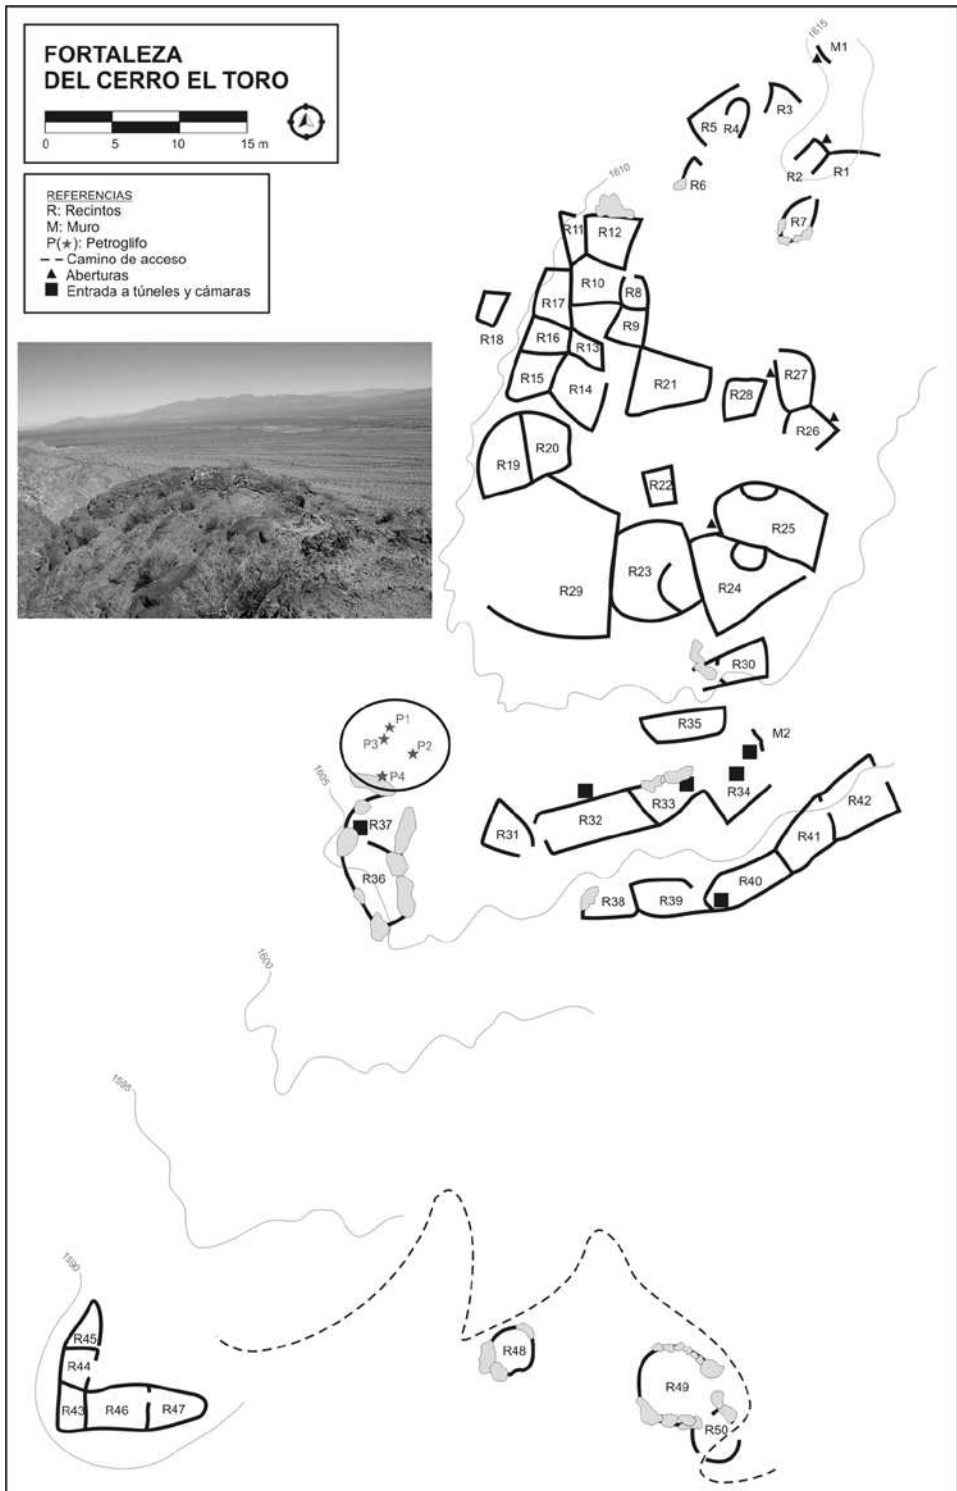 FORTALEZA
DEL CERRO EL TORO
0 5 10 15 m
REFERENCIAS
R: Recintos
M: Muro
P(★): Petroglifo
Camino de acceso
Aberturas
Entrada a túneles y cámaras
1615
M1
R3
R5
R4
R2
R1
R6
R7
1610
R11
R12
R10
R8
R17
R9
R18
R16
R13
R15
R14
R21
R28
R27
R26
R20
R19
R22
R25
R23
R29
R24
R30
R35
M2
P1
P3
P2
P4
1695
R37
R36
R31
R32
R33
R34
R42
R41
R40
R38
R39
1600
1595
1590
R45
R44
R43
R46
R47
R48
R49
R50